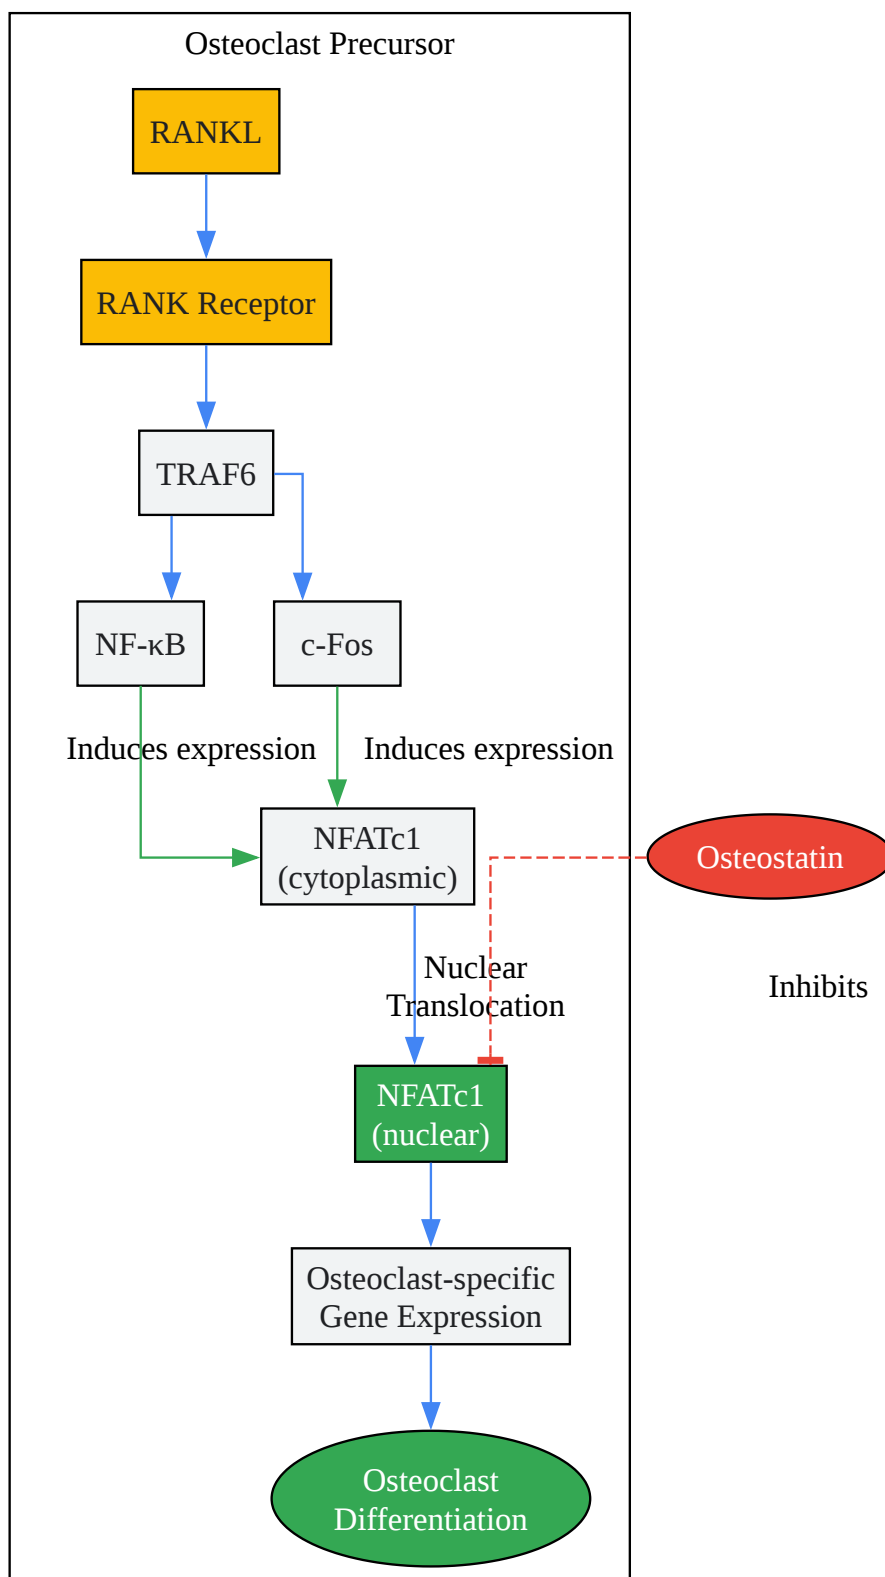 Osteoclast Precursor
RANKL
RANK Receptor
TRAF6
NF-κB
c-Fos
Induces expression
Induces expression
NFATc1
(cytoplasmic)
Osteostatin
Nuclear
Translocation
Inhibits
NFATc1
(nuclear)
Osteoclast-specific
Gene Expression
Osteoclast
Differentiation